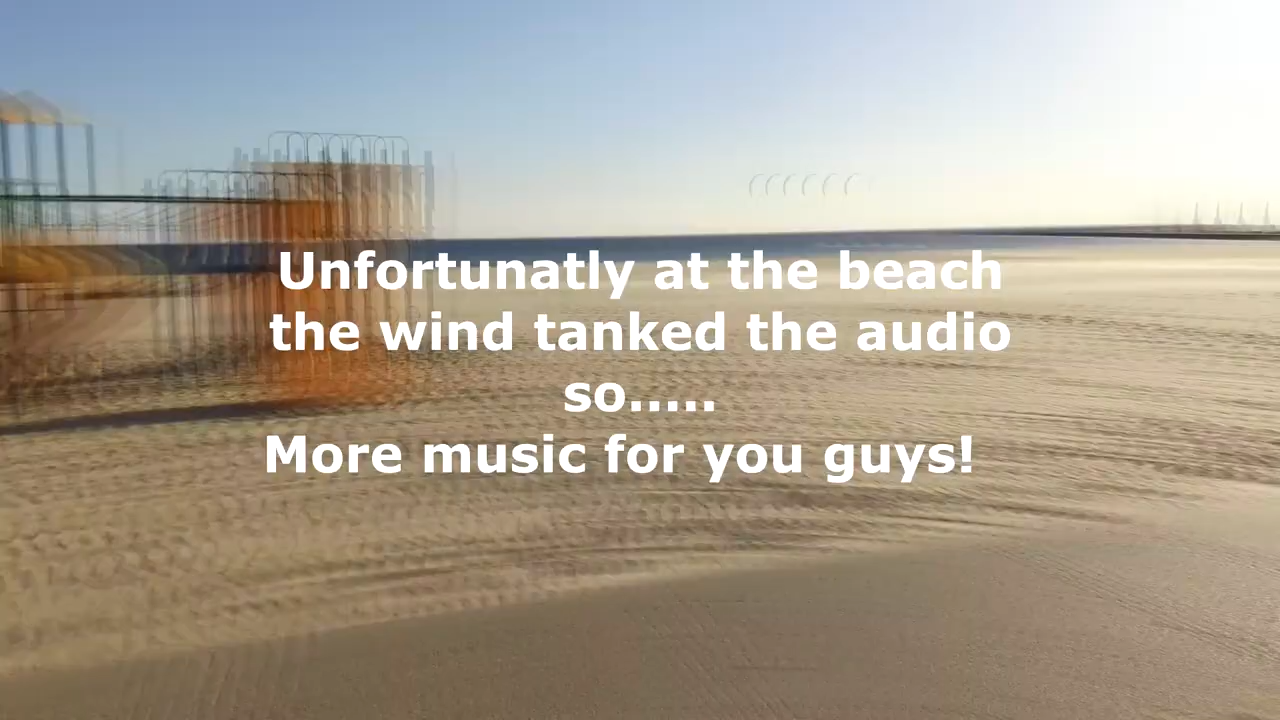 Unfortunatly at the beach
the wind tanked the audio
so.....
More music for you guys!